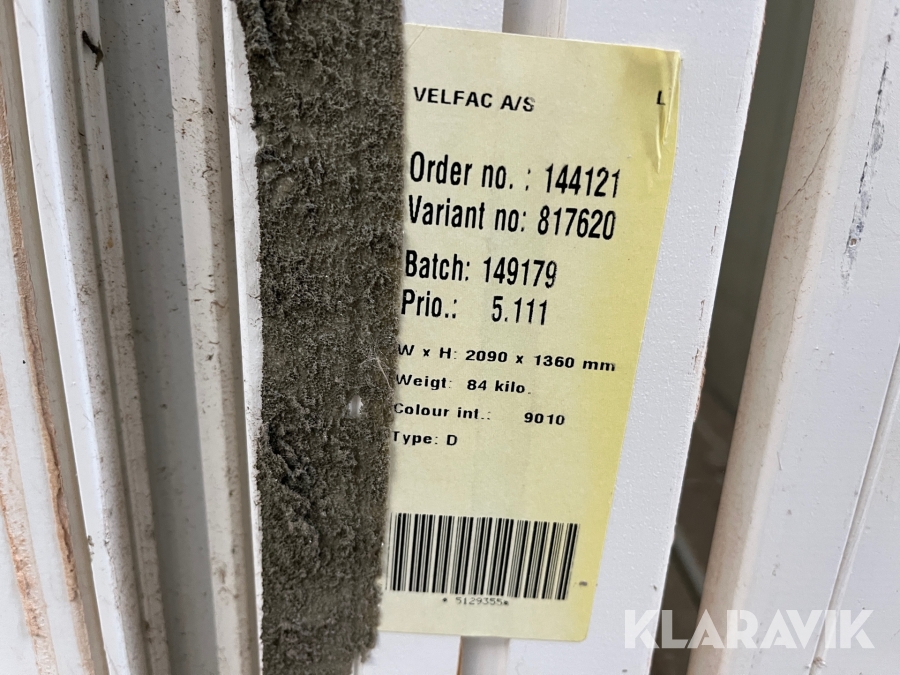 VELFAC A/S L
Order no. : 144121
Variant no: 817620
Batch: 149179
Prio.: 5.111
W x H: 2090 x 1360 mm
Weigt: 84 kilo.
Colour int.: 9010
Type: D
* 5129355*
KLARAVIK